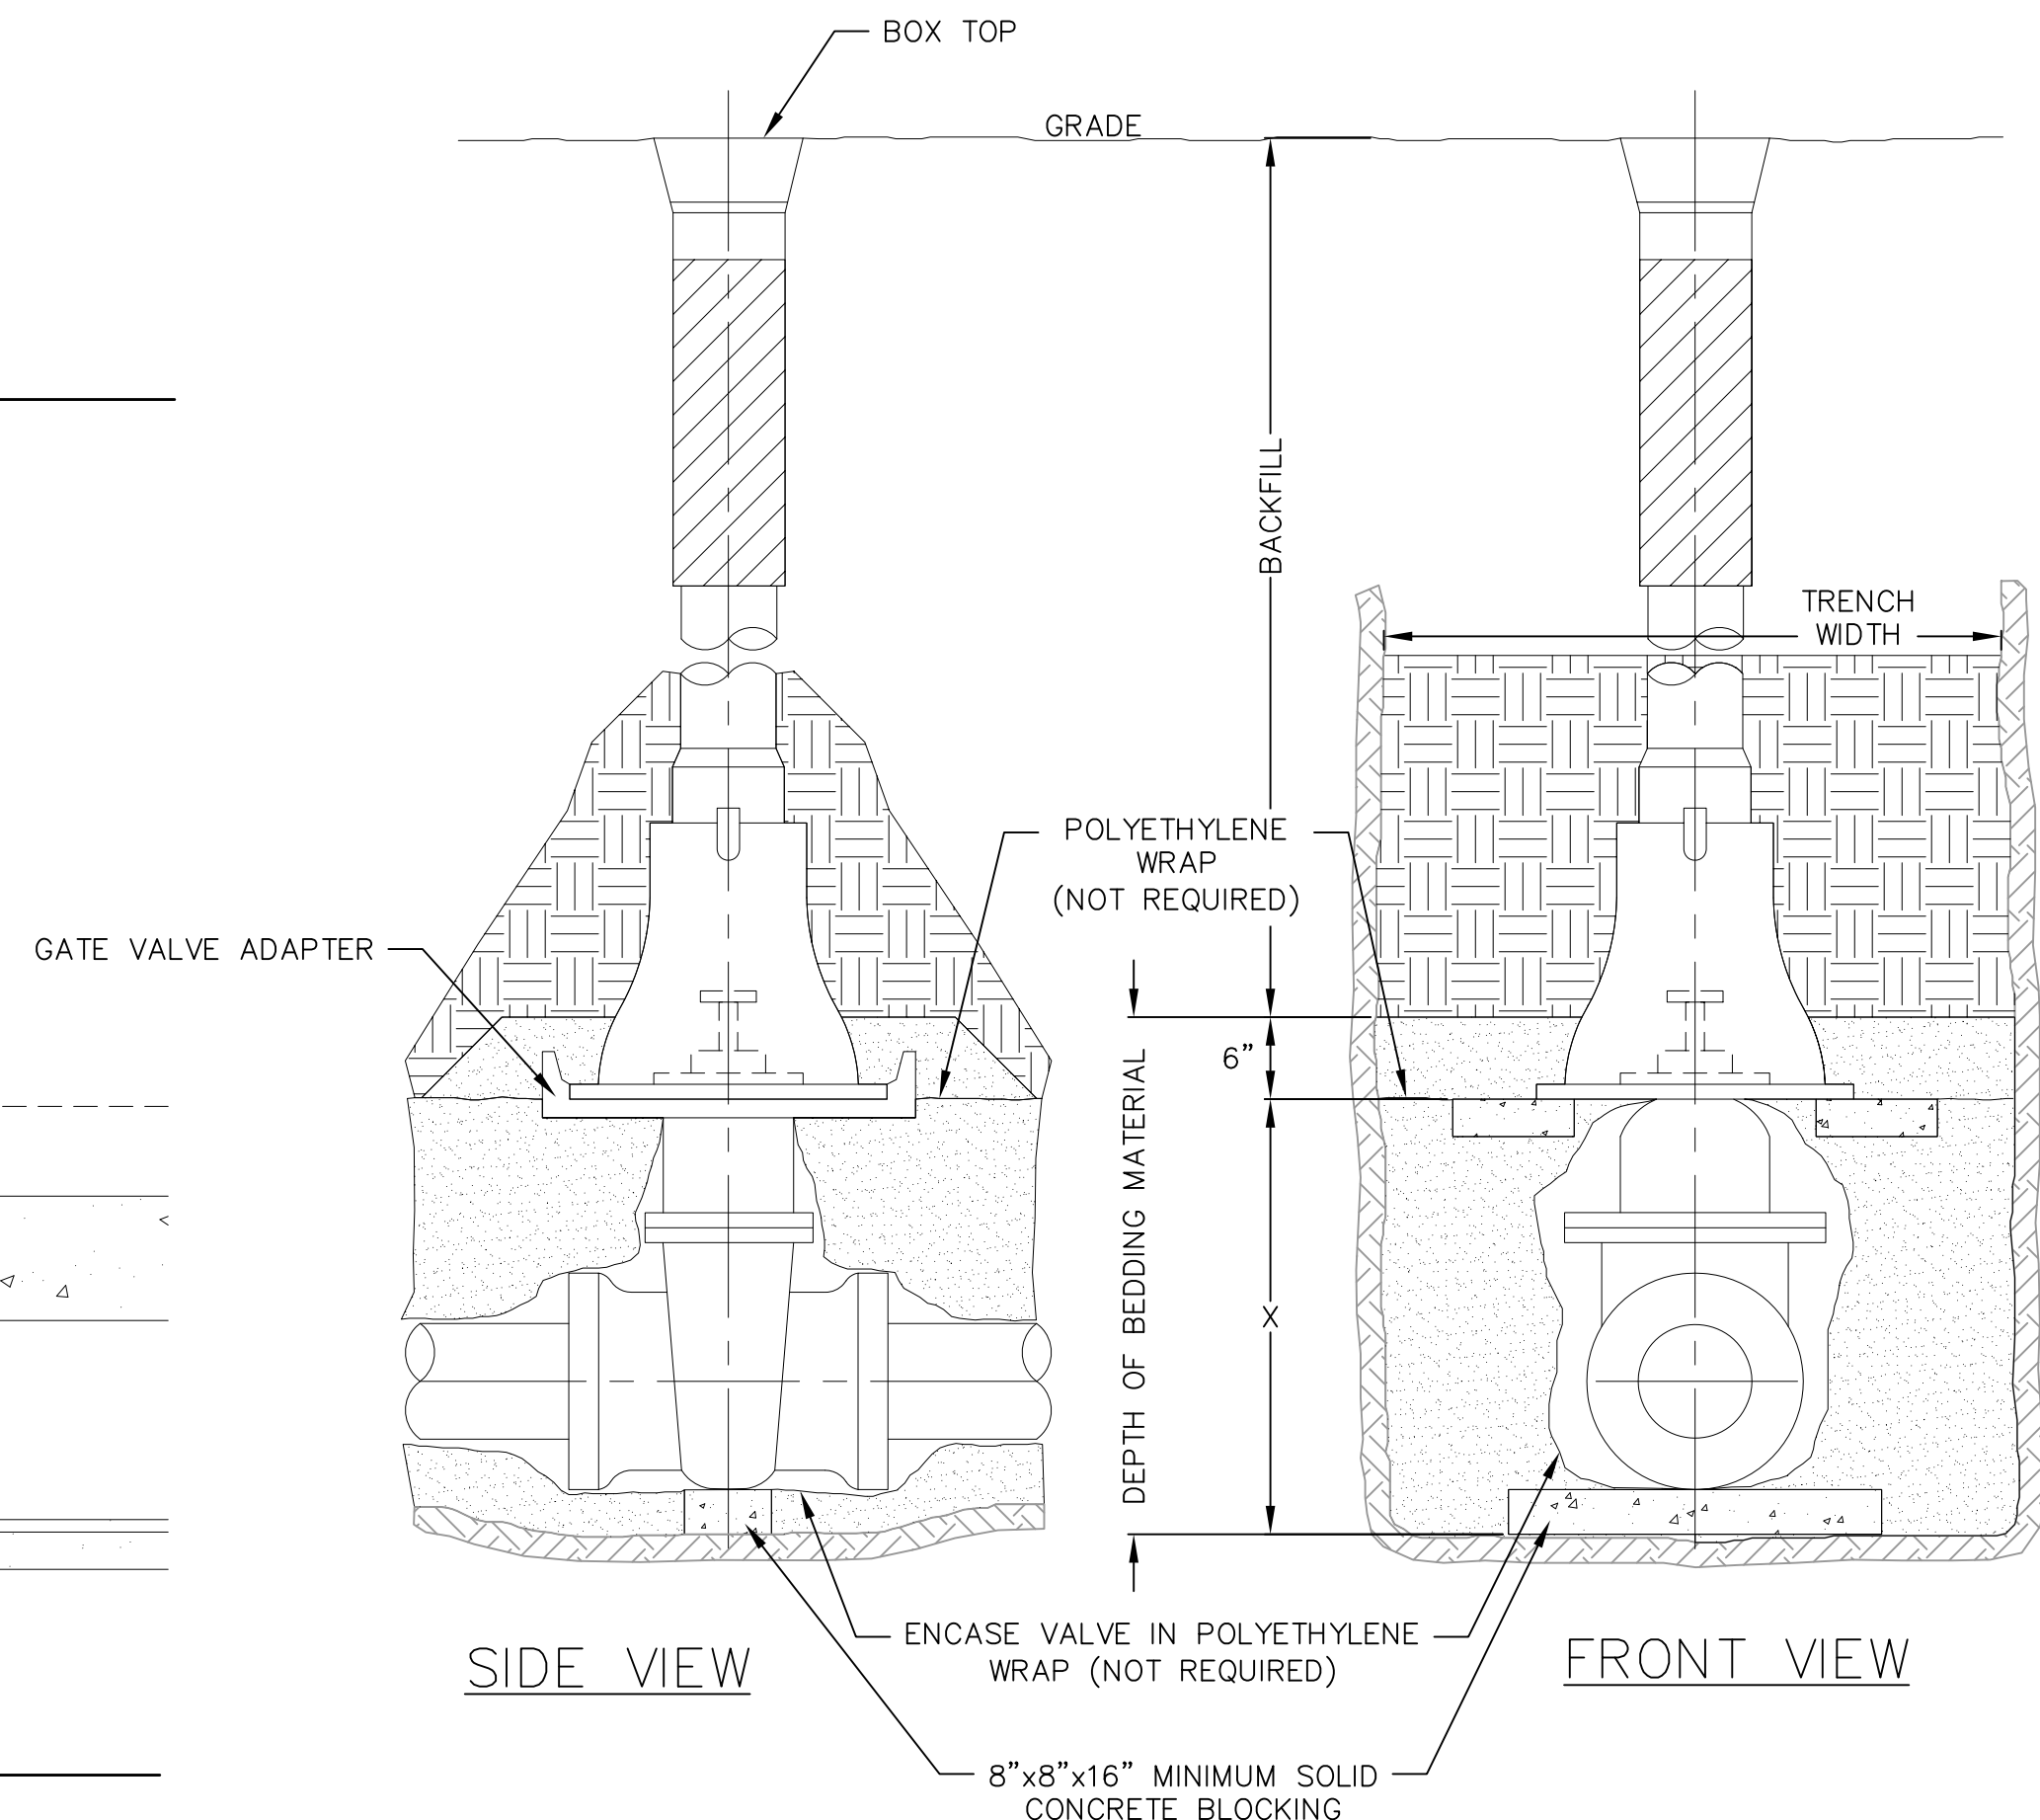 BOX TOP
GRADE
BACKFILL
TRENCH
WIDTH
POLYETHYLENE
WRAP
(NOT REQUIRED)
GATE VALVE ADAPTER
6”
DEPTH OF BEDDING MATERIAL
X
ENCASE VALVE IN POLYETHYLENE
WRAP (NOT REQUIRED)
SIDE VIEW
FRONT VIEW
8”x8”x16” MINIMUM SOLID
CONCRETE BLOCKING